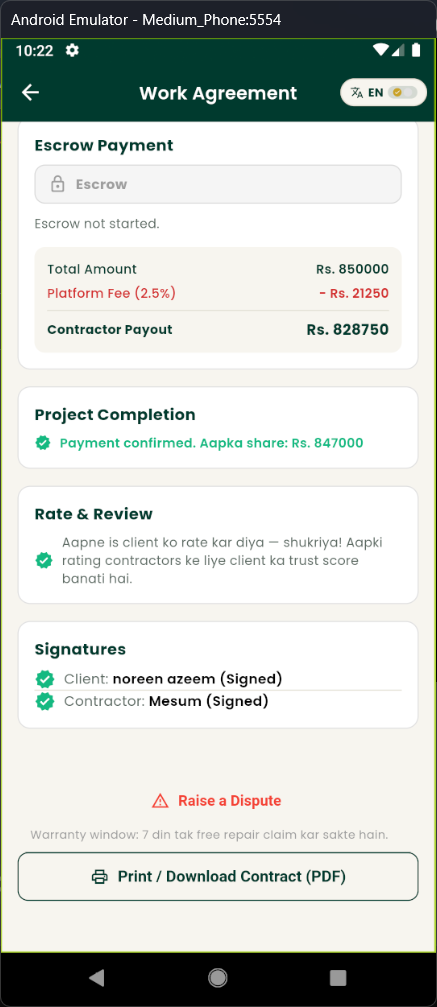 Android Emulator - Medium_Phone:5554
10:22
Work Agreement
EN
Escrow Payment
Escrow
Escrow not started.
Total Amount Rs. 850000
Platform Fee (2.5%) - Rs. 21250
Contractor Payout Rs. 828750
Project Completion
Payment confirmed. Aapka share: Rs. 847000
Rate & Review
Aapne is client ko rate kar diya — shukriya! Aapki
rating contractors ke liye client ka trust score
banati hai.
Signatures
Client: noreen azeem (Signed)
Contractor: Mesum (Signed)
Raise a Dispute
Warranty window: 7 din tak free repair claim kar sakte hain.
Print / Download Contract (PDF)